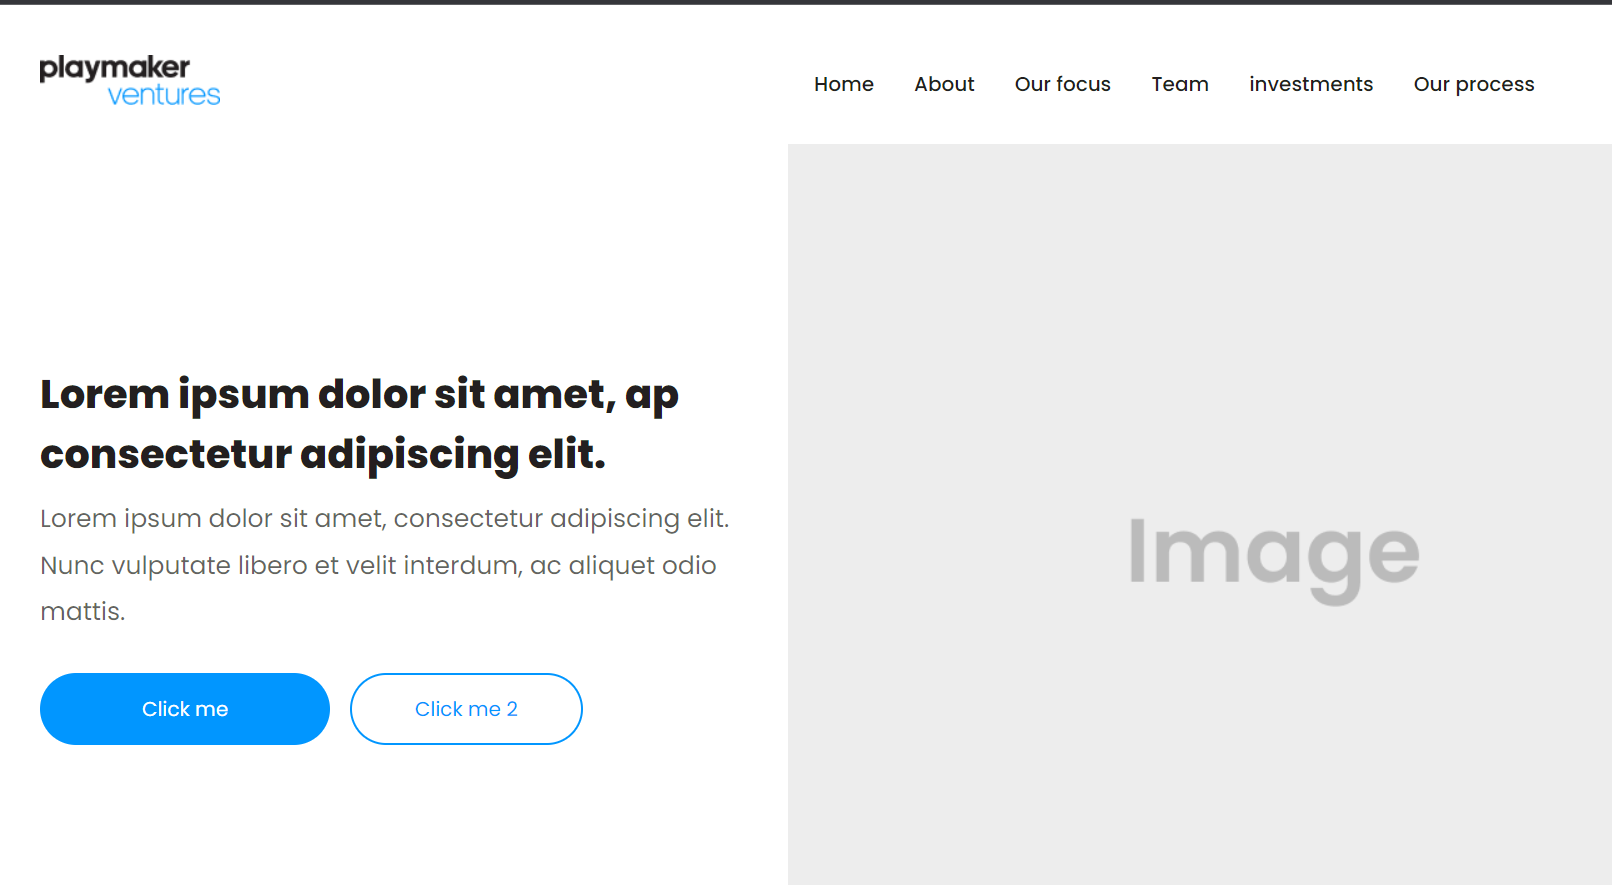 playmaker
ventures
Home About Our focus Team investments Our process
Lorem ipsum dolor sit amet, ap
consectetur adipiscing elit.
Lorem ipsum dolor sit amet, consectetur adipiscing elit.
Nunc vulputate libero et velit interdum, ac aliquet odio
mattis.
Click me Click me 2
Image